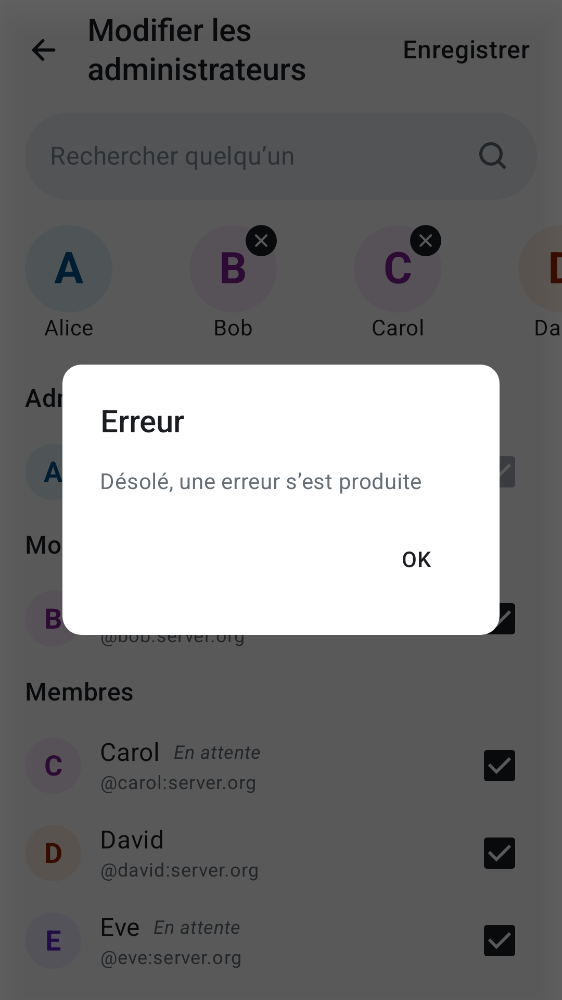 Modifier les
administrateurs
Enregistrer
Rechercher quelqu’un
A
B
C
D
Alice
Bob
Carol
Da
Adr
A
Erreur
Désolé, une erreur s’est produite
OK
Mo
B
@bob:server.org
Membres
C
Carol En attente
@carol:server.org
D
David
@david:server.org
E
Eve En attente
@eve:server.org